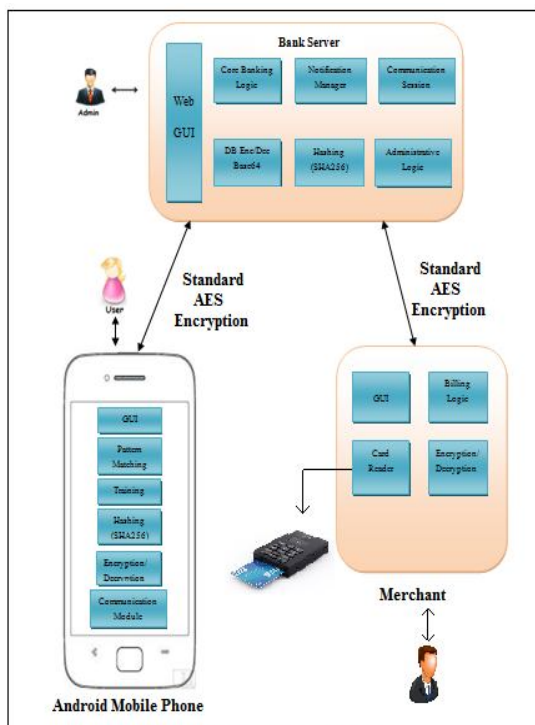 Bank Server
Admin
Web
GUI
Core Banking
Logic
Notification
Manager
Communication
Session
DB Enc/Dec
Base64
Hashing
(SHA256)
Administrative
Logic
Standard
AES
Encryption
Standard
AES
Encryption
User
GUI
Pattern
Matching
Training
Hashing
(SHA256)
Encryption/
Decryption
Communication
Module
Android Mobile Phone
GUI
Billing
Logic
Card
Reader
Encryption/
Decryption
Merchant